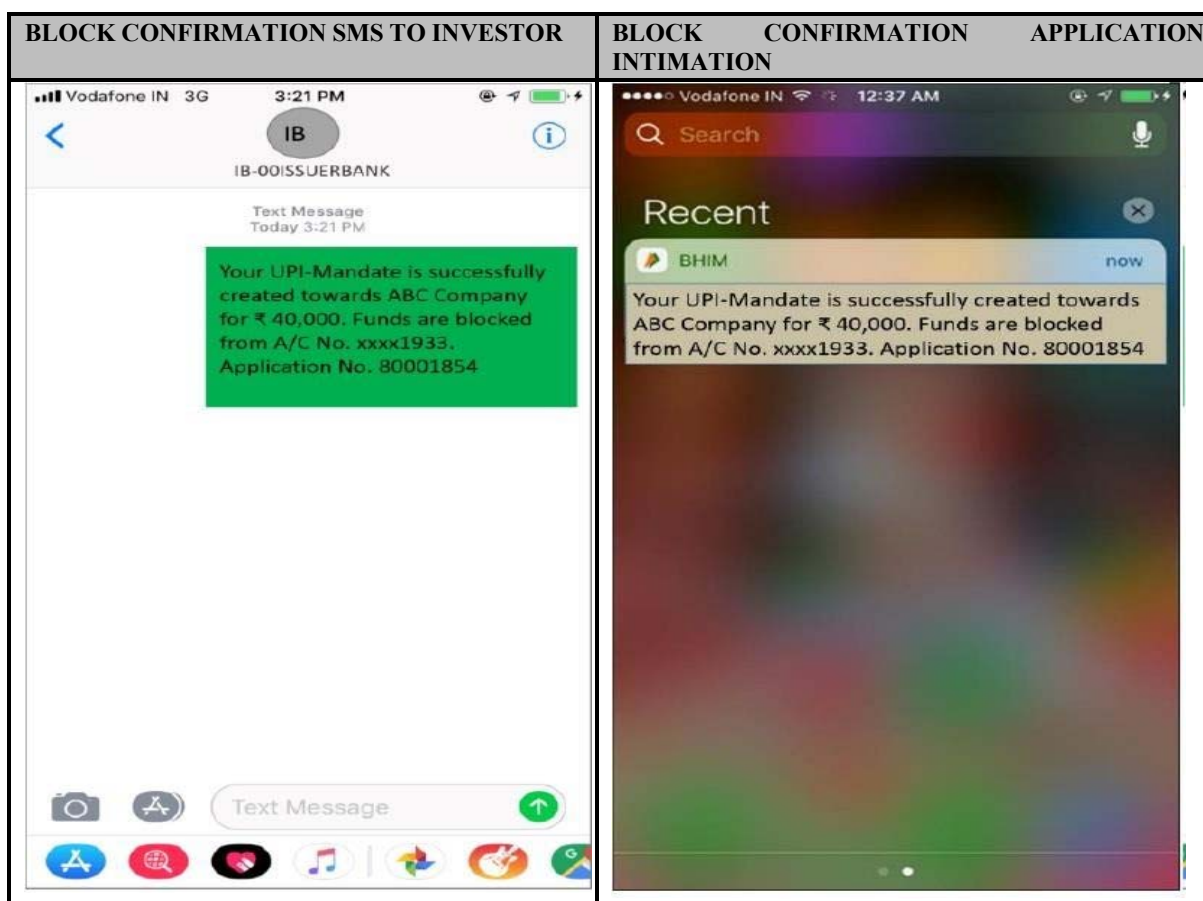 BLOCK CONFIRMATION SMS TO INVESTOR
BLOCK CONFIRMATION APPLICATION
INTIMATION
Vodafone IN 3G 3:21 PM
IB
IB-00ISSUERBANK
Text Message
Today 3:21 PM
Your UPI-Mandate is successfully
created towards ABC Company
for ₹ 40,000. Funds are blocked
from A/C No. xxxx1933.
Application No. 80001854
Text Message
Vodafone IN 12:37 AM
Search
Recent
BHIM now
Your UPI-Mandate is successfully created towards
ABC Company for ₹ 40,000. Funds are blocked
from A/C No. xxxx1933. Application No. 80001854